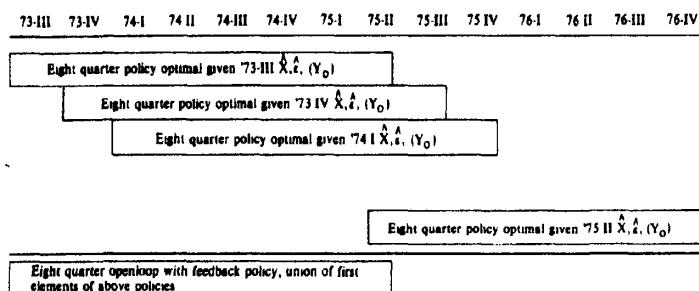 73-III 73-IV 74-I 74 II 74-III 74-IV 75-I 75-II 75-III 75 IV 76-I 76 II 76-III 76-IV
Eight quarter policy optimal given '73-III X̂, ε̂, (Y₀)
Eight quarter policy optimal given '73 IV X̂, ε̂, (Y₀)
Eight quarter policy optimal given '74 I X̂, ε̂, (Y₀)
Eight quarter policy optimal given '75 II X̂, ε̂, (Y₀)
Eight quarter openloop with feedback policy, union of first
elements of above policies